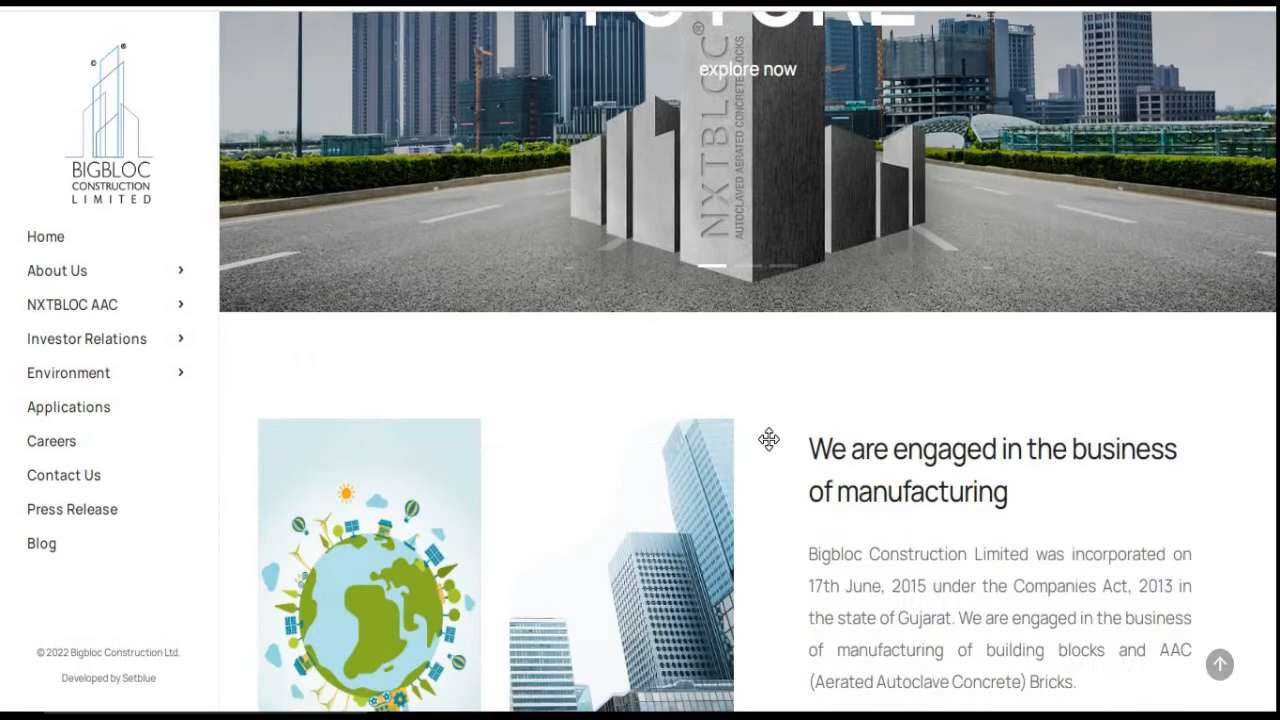 BIGBLOC
CONSTRUCTION
LIMITED
Home
About Us
NXTBLOC AAC
Investor Relations
Environment
Applications
Careers
Contact Us
Press Release
Blog
© 2022 Bigbloc Construction Ltd.
Developed by Setblue
FUTURE
explore now
NXTBLOC®
AUTOCLAVED AERATED CONCRETE BLOCKS
We are engaged in the business
of manufacturing
Bigbloc Construction Limited was incorporated on
17th June, 2015 under the Companies Act, 2013 in
the state of Gujarat. We are engaged in the business
of manufacturing of building blocks and AAC
(Aerated Autoclave Concrete) Bricks.